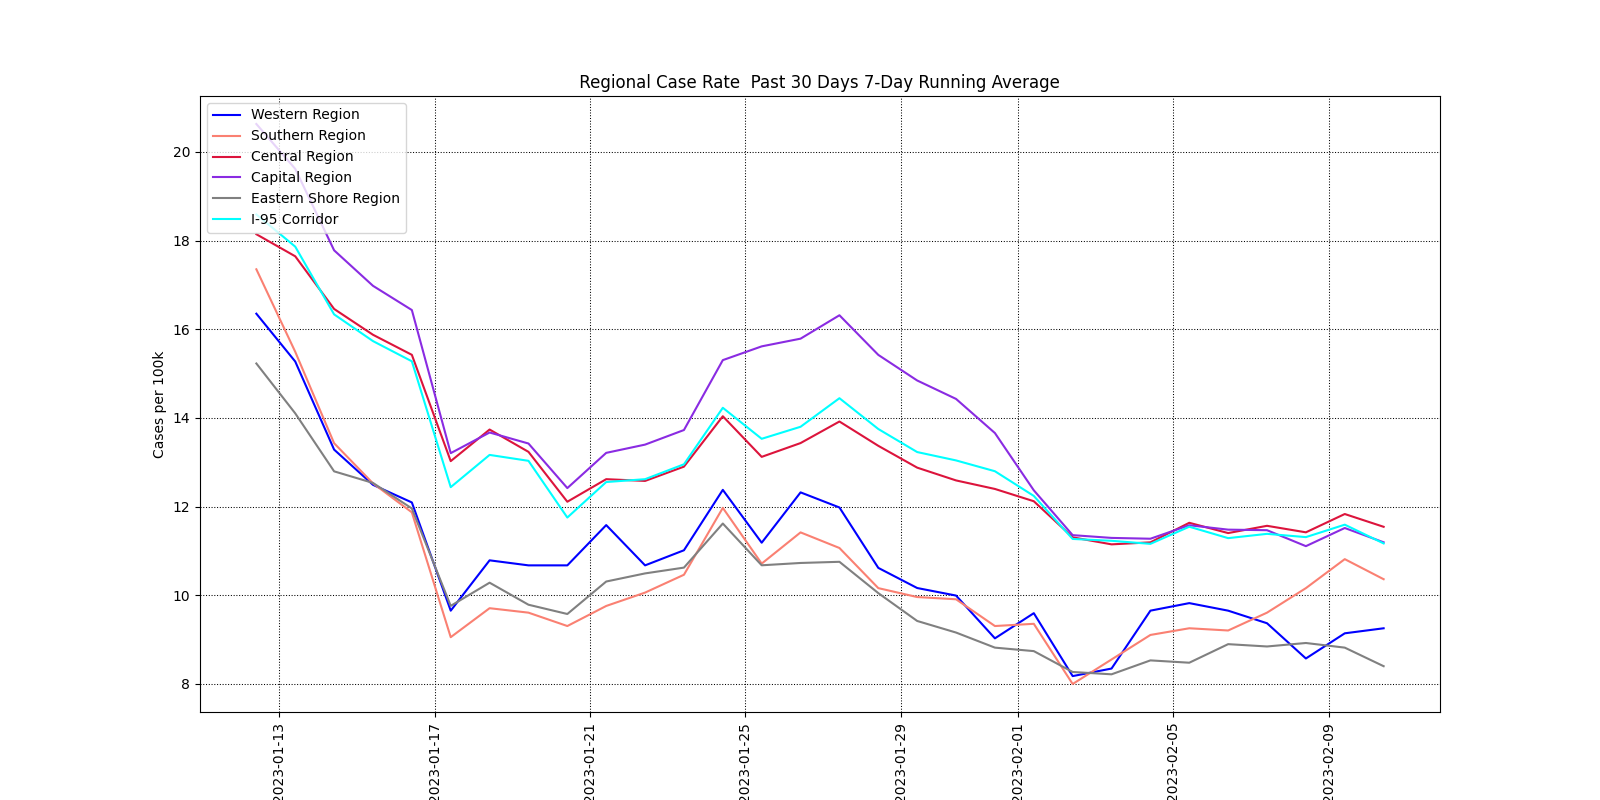 Regional Case Rate  Past 30 Days 7-Day Running Average
Western Region
Southern Region
Central Region
Capital Region
Eastern Shore Region
I-95 Corridor
Cases per 100k
20
18
16
14
12
10
8
2023-01-13
2023-01-17
2023-01-21
2023-01-25
2023-01-29
2023-02-01
2023-02-05
2023-02-09